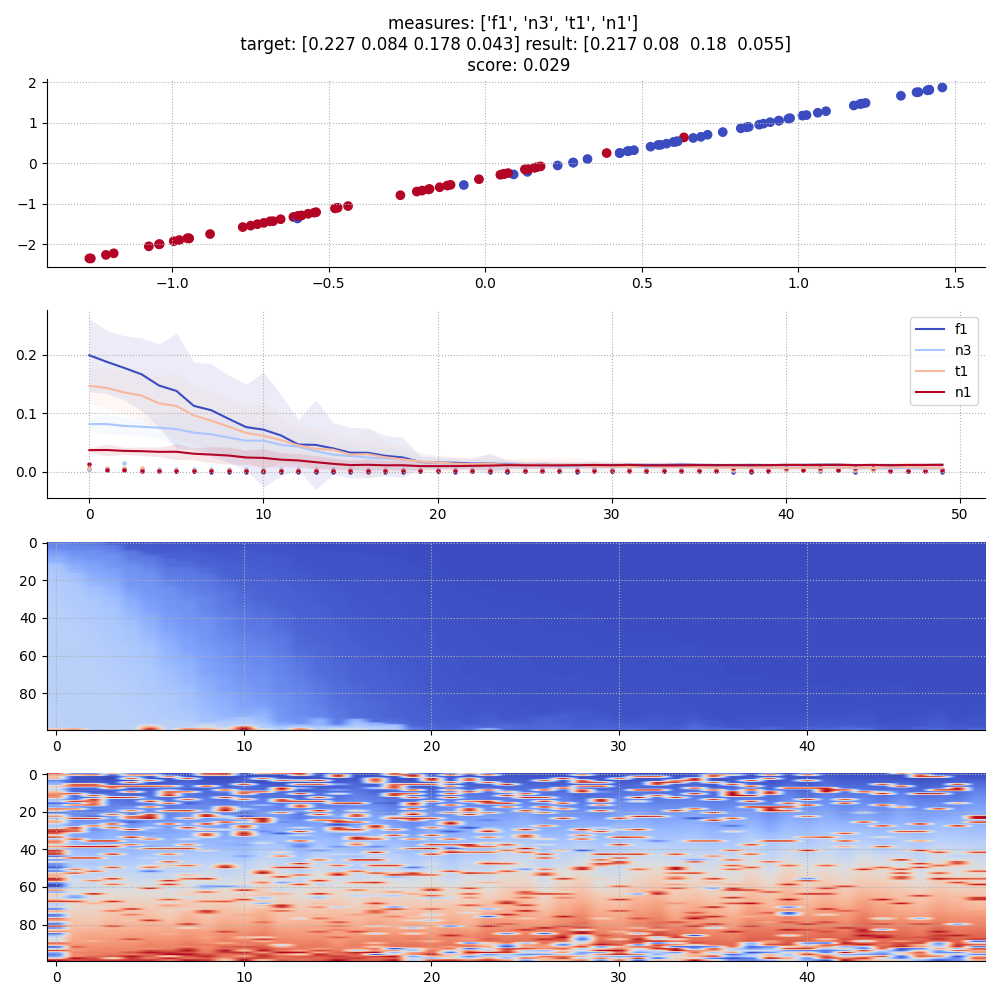 measures: ['f1', 'n3', 't1', 'n1']
target: [0.227 0.084 0.178 0.043] result: [0.217 0.08  0.18  0.055]
score: 0.029
2
1
0
−1
−2
−1.0 −0.5 0.0 0.5 1.0 1.5
0.2
0.1
0.0
f1
n3
t1
n1
0 10 20 30 40 50
0
20
40
60
80
0 10 20 30 40
0
20
40
60
80
0 10 20 30 40